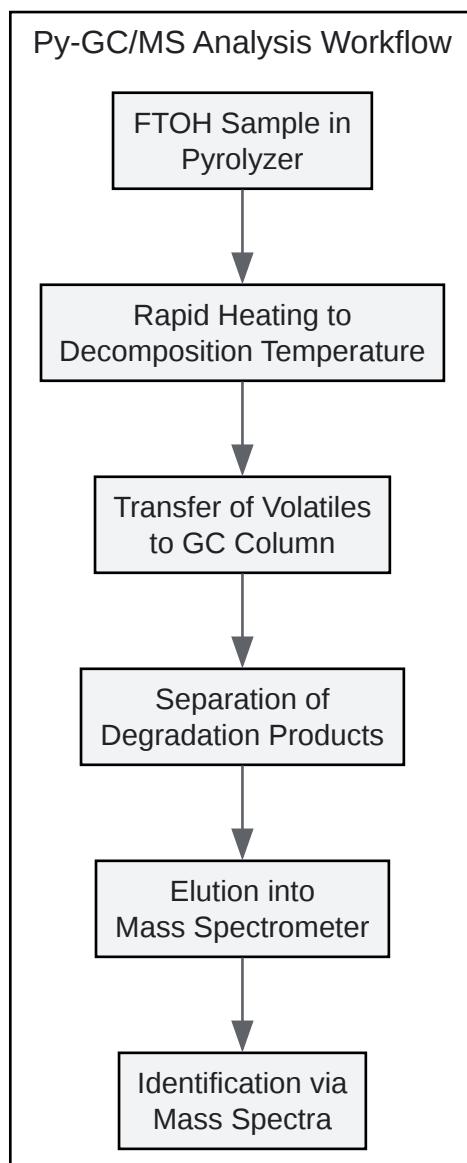 Py-GC/MS Analysis Workflow
FTOH Sample in
Pyrolyzer
Rapid Heating to
Decomposition Temperature
Transfer of Volatiles
to GC Column
Separation of
Degradation Products
Elution into
Mass Spectrometer
Identification via
Mass Spectra